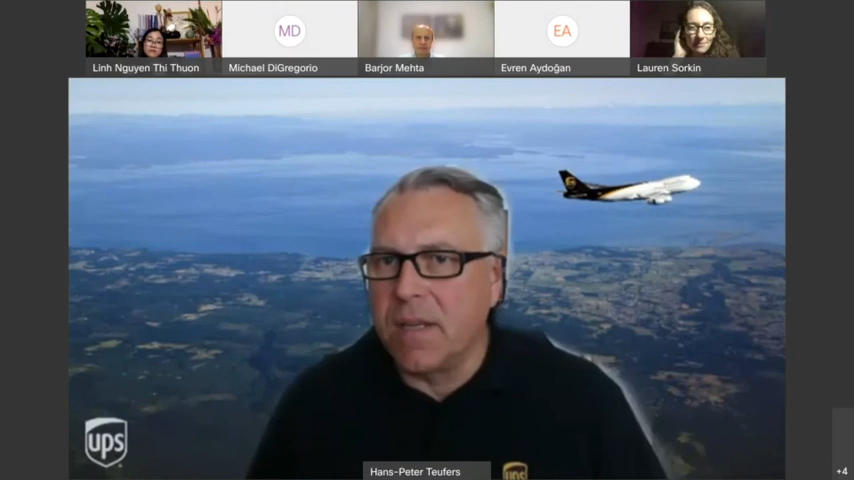 MD
EA
Linh Nguyen Thi Thuon
Michael DiGregorio
Barjor Mehta
Evren Aydoğan
Lauren Sorkin
ups
Hans-Peter Teufers
ups
+4